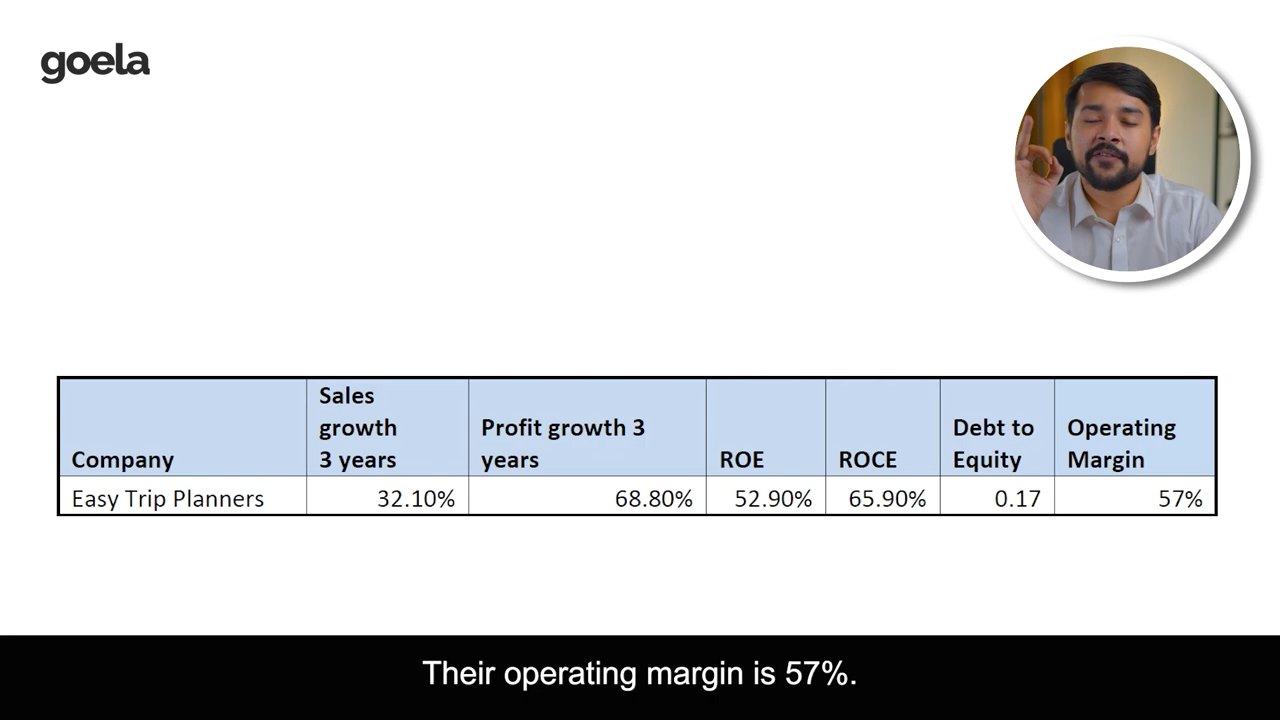 goela
Sales
growth
3 years
Profit growth 3
years
Debt to
Equity
Operating
Margin
Company
ROE
ROCE
Easy Trip Planners
32.10%
68.80%
52.90%
65.90%
0.17
57%
Their operating margin is 57%.